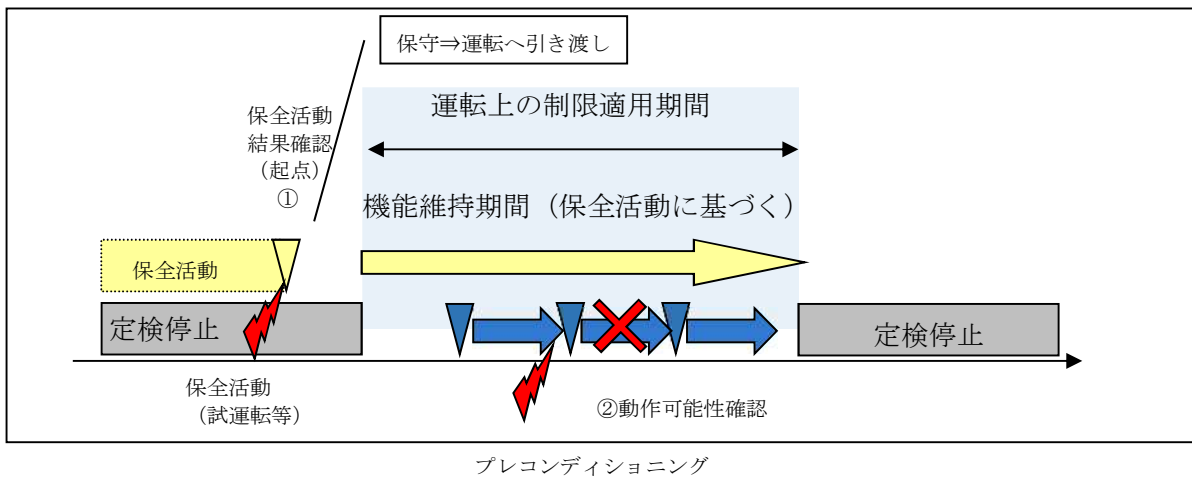 保守⇒運転へ引き渡し
運転上の制限適用期間
保全活動
結果確認
（起点）
①
機能維持期間（保全活動に基づく）
保全活動
定検停止
定検停止
保全活動
（試運転等）
②動作可能性確認
プレコンディショニング